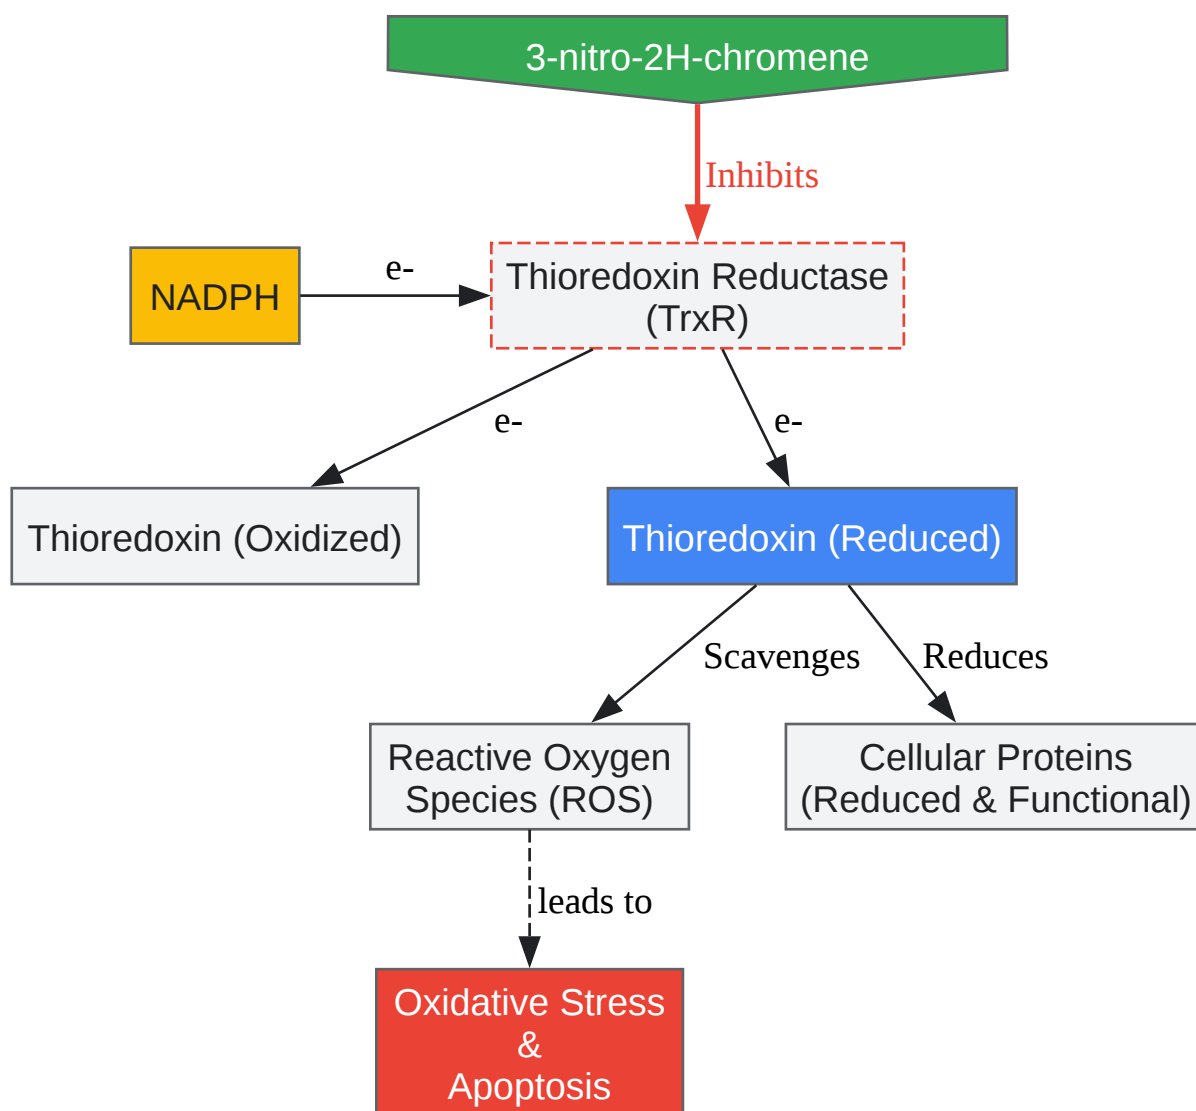 3-nitro-2H-chromene
Inhibits
NADPH
e-
Thioredoxin Reductase
(TrxR)
e-
e-
Thioredoxin (Oxidized)
Thioredoxin (Reduced)
Scavenges
Reduces
Reactive Oxygen
Species (ROS)
Cellular Proteins
(Reduced & Functional)
leads to
Oxidative Stress
&
Apoptosis